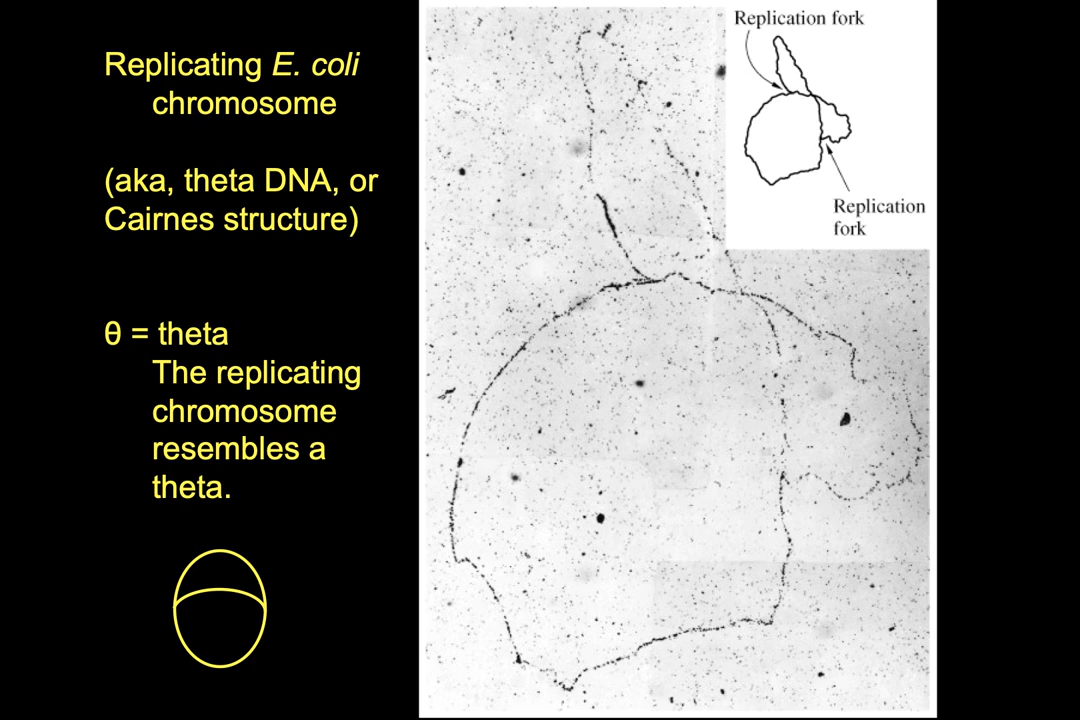 Replicating E. coli
chromosome
(aka, theta DNA, or
Cairnes structure)
θ = theta
The replicating
chromosome
resembles a
theta.
Replication fork
Replication
fork